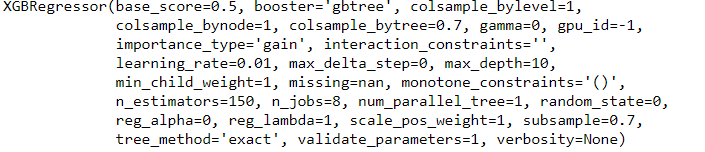 XGBRegressor(base_score=0.5, booster='gbtree', colsample_bylevel=1,
colsample_bynode=1, colsample_bytree=0.7, gamma=0, gpu_id=-1,
importance_type='gain', interaction_constraints='',
learning_rate=0.01, max_delta_step=0, max_depth=10,
min_child_weight=1, missing=nan, monotone_constraints='()',
n_estimators=150, n_jobs=8, num_parallel_tree=1, random_state=0,
reg_alpha=0, reg_lambda=1, scale_pos_weight=1, subsample=0.7,
tree_method='exact', validate_parameters=1, verbosity=None)